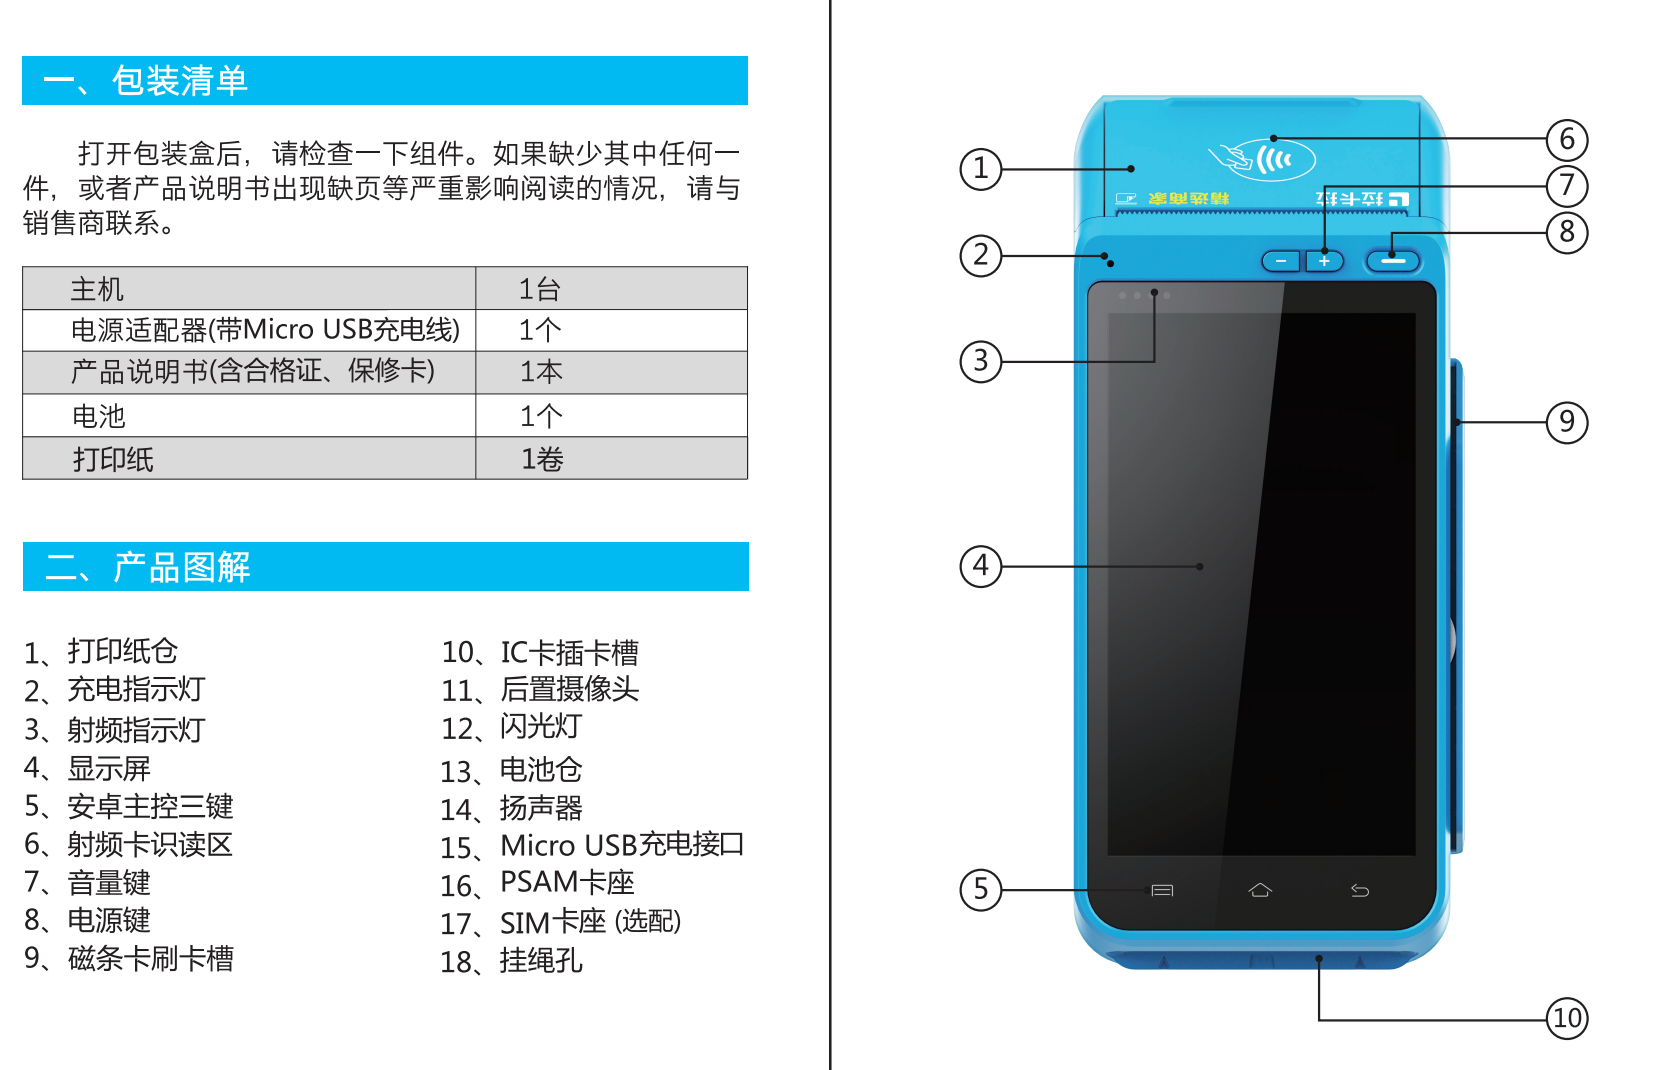 一、包装清单
打开包装盒后，请检查一下组件。如果缺少其中任何一
件，或者产品说明书出现缺页等严重影响阅读的情况，请与
销售商联系。
主机 1台
电源适配器(带Micro USB充电线) 1个
产品说明书(含合格证、保修卡) 1本
电池 1个
打印纸 1卷
二、产品图解
1、打印纸仓
2、充电指示灯
3、射频指示灯
4、显示屏
5、安卓主控三键
6、射频卡识读区
7、音量键
8、电源键
9、磁条卡刷卡槽
10、IC卡插卡槽
11、后置摄像头
12、闪光灯
13、电池仓
14、扬声器
15、Micro USB充电接口
16、PSAM卡座
17、SIM卡座 (选配)
18、挂绳孔
1
2
3
4
5
6
7
8
9
10
拉卡拉
精选商家
- +